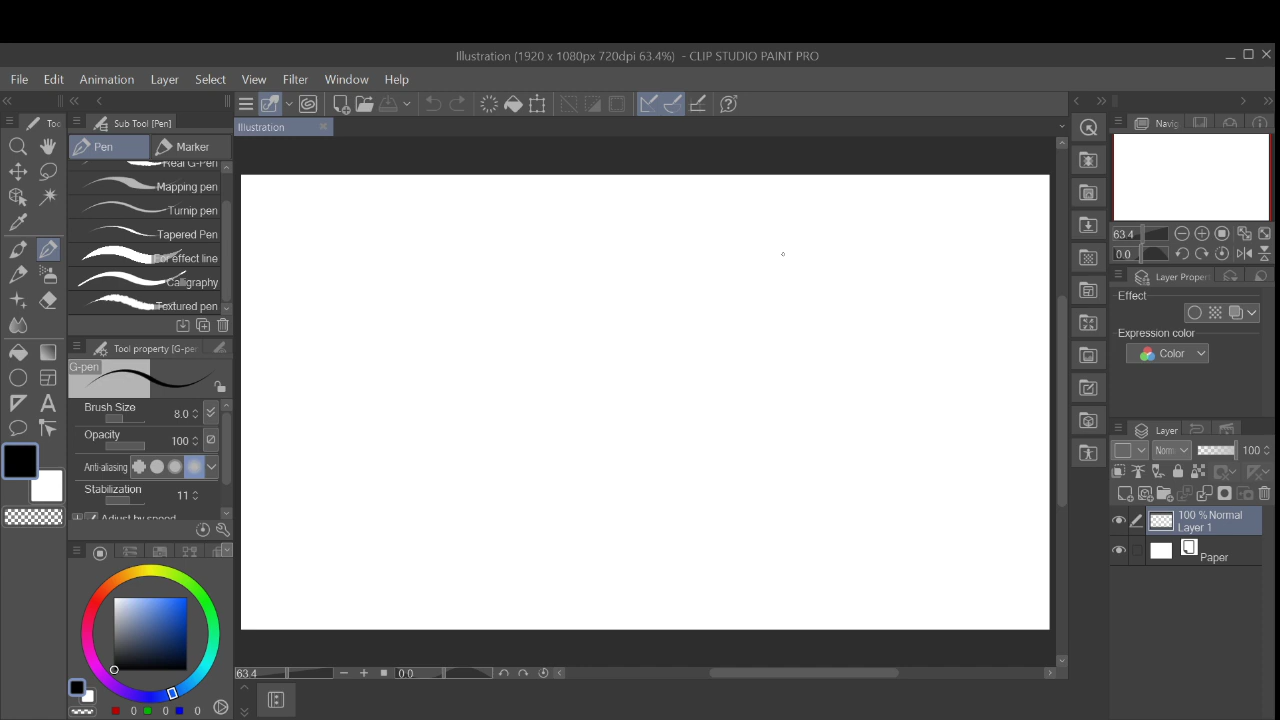 Illustration (1920 x 1080px 720dpi 63.4%) - CLIP STUDIO PAINT PRO
File Edit Animation Layer Select View Filter Window Help
Too
Sub Tool [Pen]
Illustration
Navig
Pen Marker
Real G-Pen
Mapping pen
Turnip pen
Tapered Pen
For effect line
Calligraphy
Textured pen
63.4
0.0
Layer Proper
Effect
Expression color
Color
Tool property [G-pe
G-pen
Brush Size 8.0
Opacity 100
Anti-aliasing
Stabilization 11
Adjust by speed
Layer
Norm 100
100 % Normal
Layer 1
Paper
63.4 0.0
0 0 0